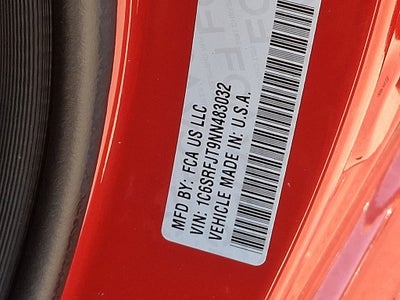 MFD BY: FCA US LLC
VIN: 1C6SRFJT9NN483032
VEHICLE MADE IN: U.S.A.